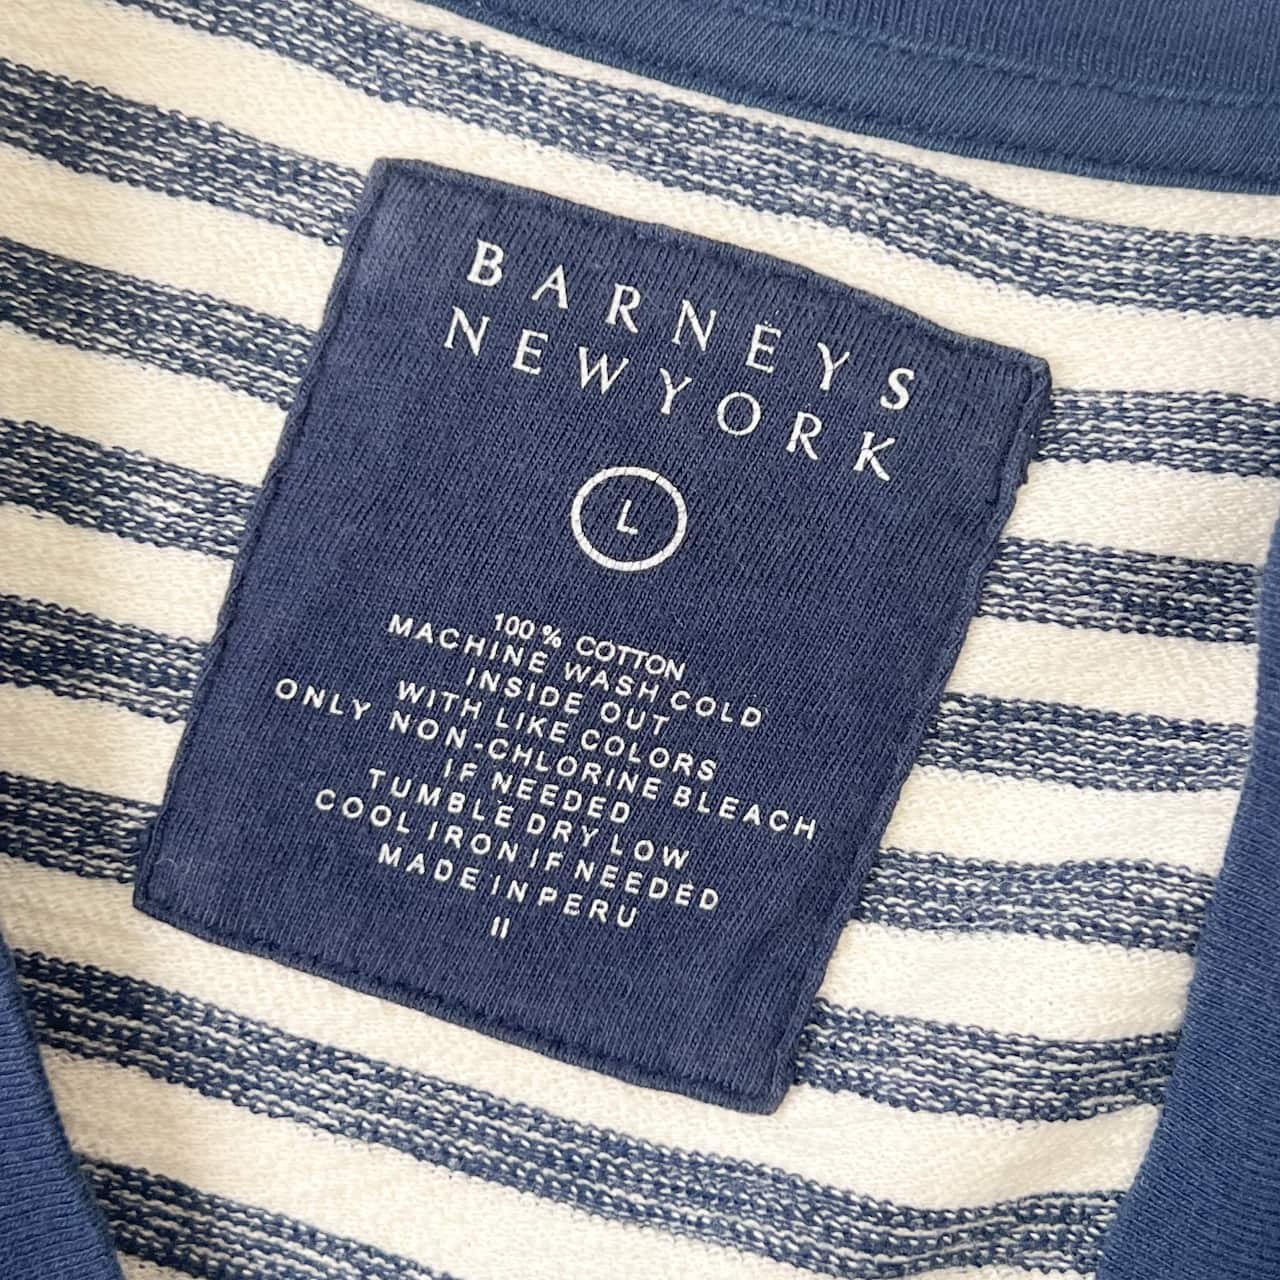 BARNEYS
NEWYORK
L
100% COTTON
MACHINE WASH COLD
INSIDE OUT
WITH LIKE COLORS
ONLY NON-CHLORINE BLEACH
IF NEEDED
TUMBLE DRY LOW
COOL IRON IF NEEDED
MADE IN PERU
II